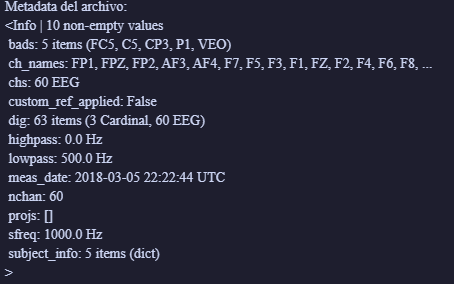 Metadata del archivo:
<Info | 10 non-empty values
bads: 5 items (FC5, C5, CP3, P1, VEO)
ch_names: FP1, FPZ, FP2, AF3, AF4, F7, F5, F3, F1, FZ, F2, F4, F6, F8, ...
chs: 60 EEG
custom_ref_applied: False
dig: 63 items (3 Cardinal, 60 EEG)
highpass: 0.0 Hz
lowpass: 500.0 Hz
meas_date: 2018-03-05 22:22:44 UTC
nchan: 60
projs: []
sfreq: 1000.0 Hz
subject_info: 5 items (dict)
>